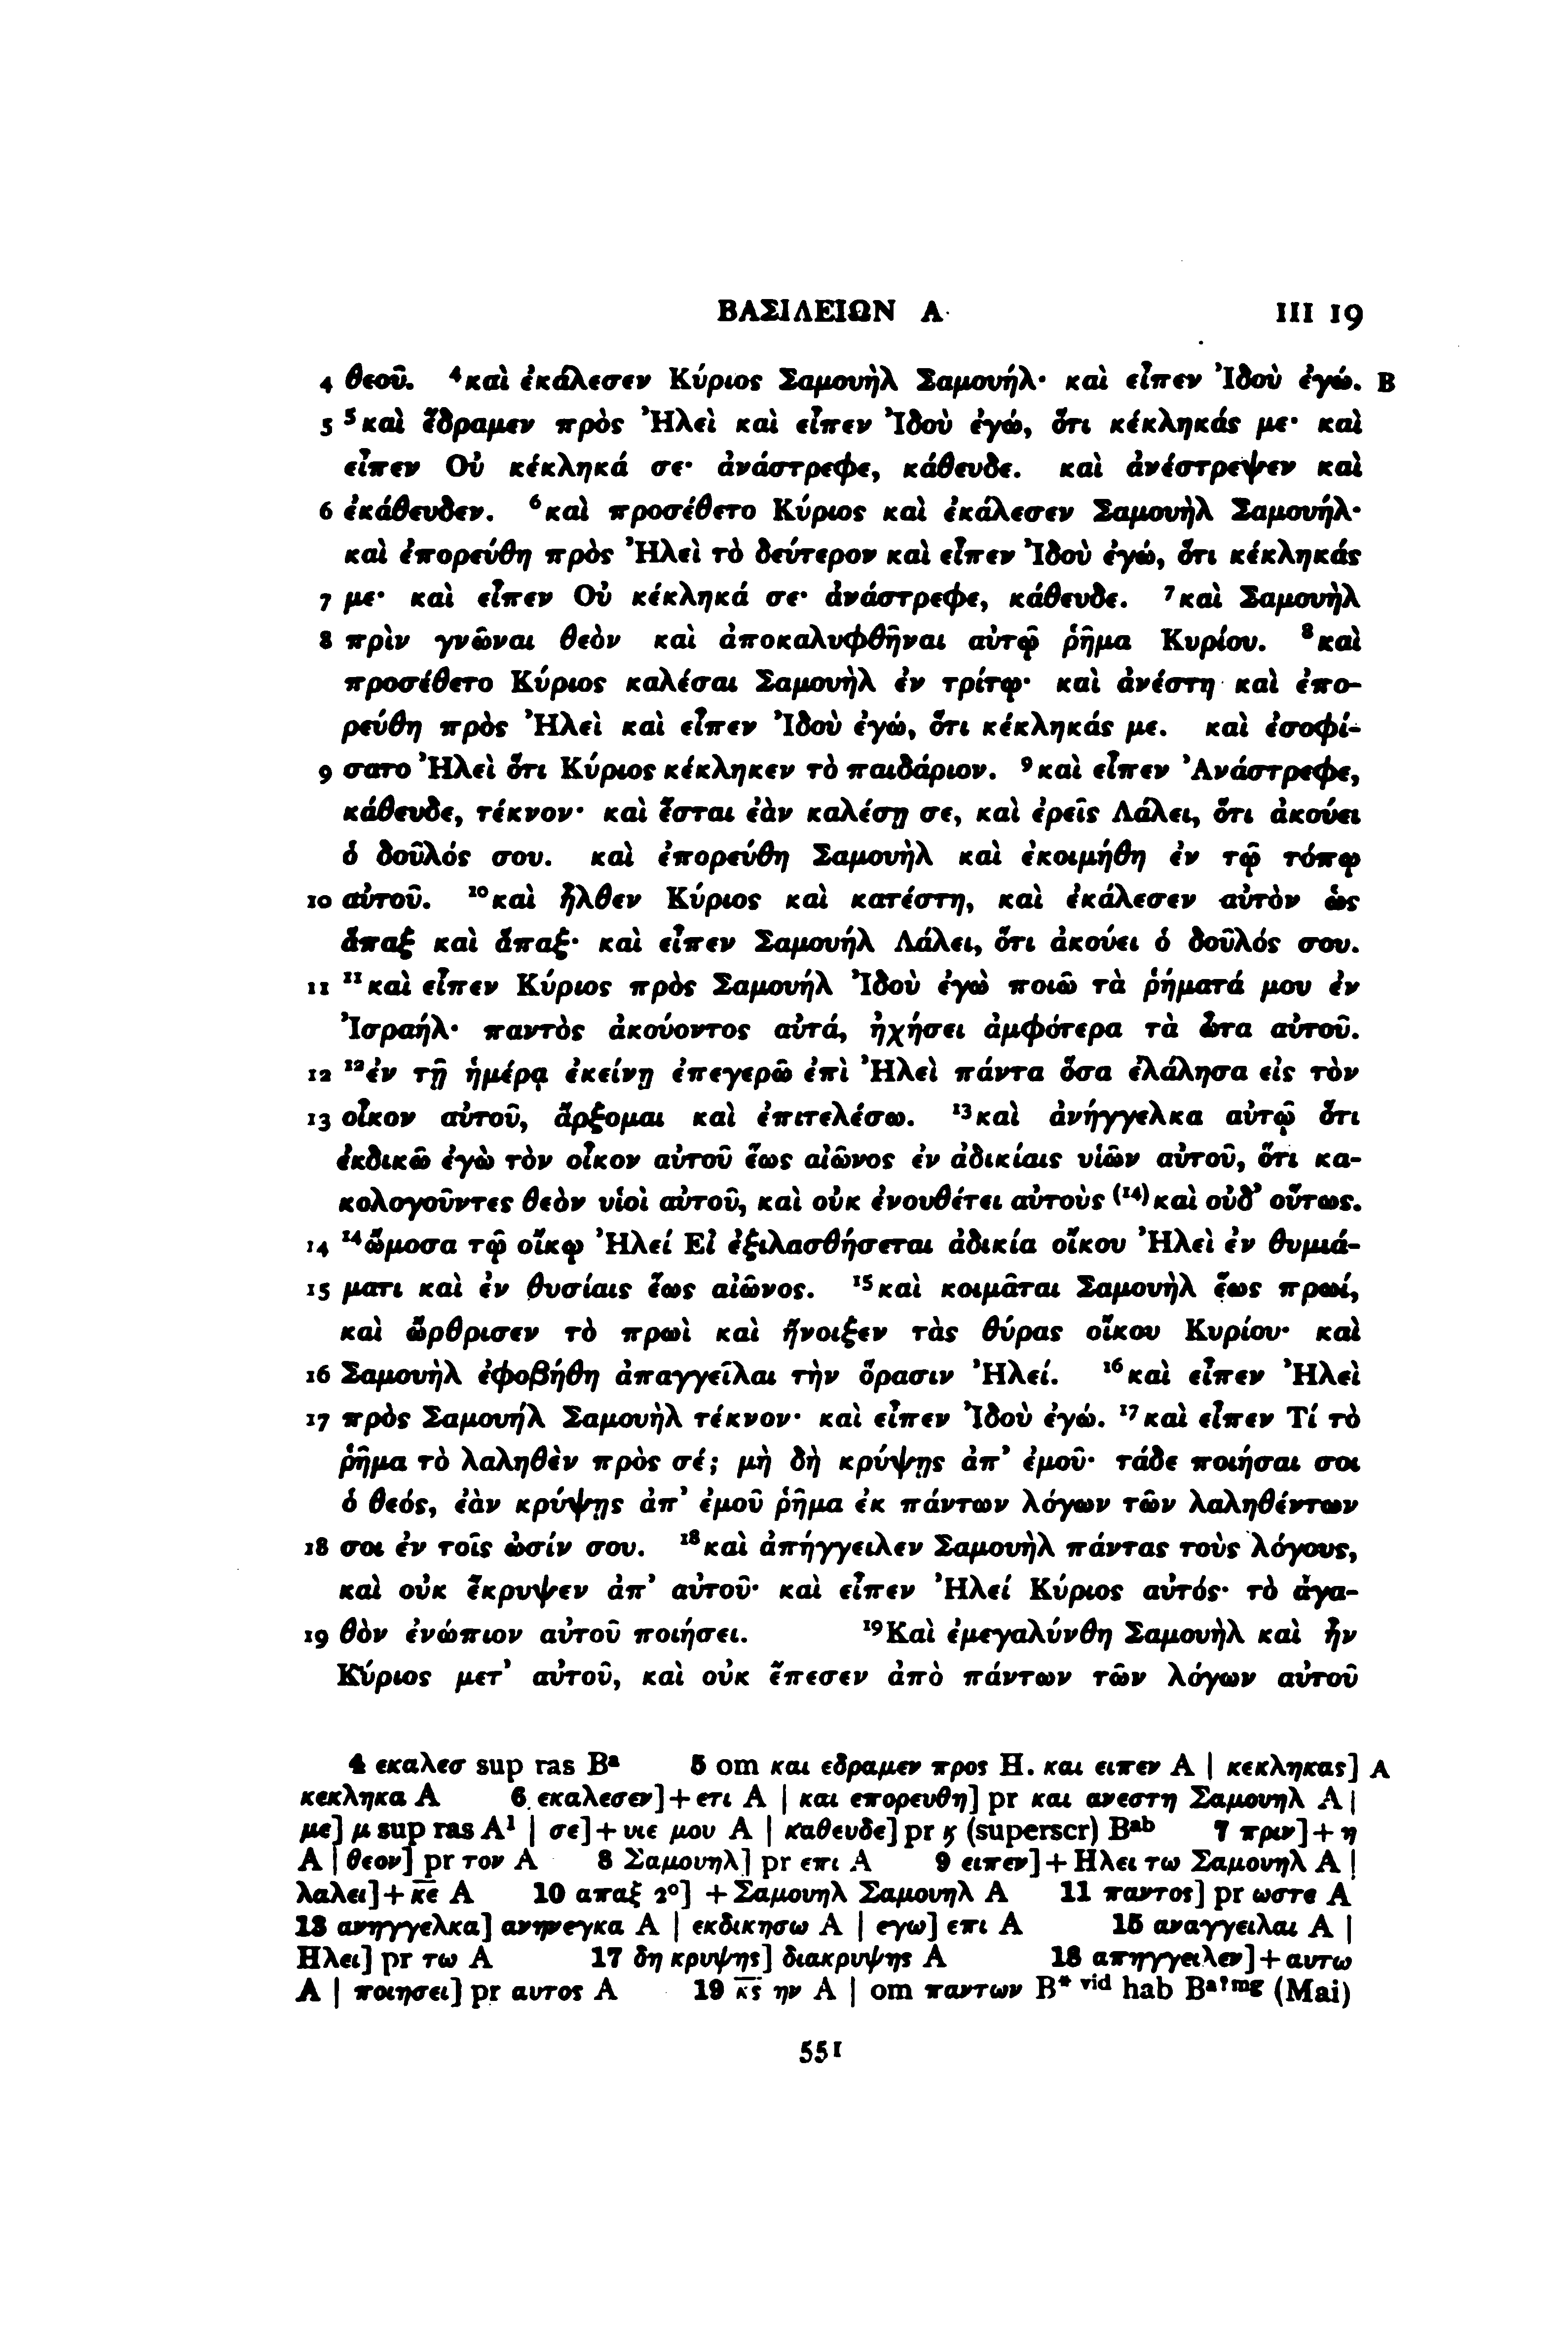 ΒΑΣΙΛΕΙΩΝ Α III 19
4 θεοῦ. ⁴καὶ ἐκάλεσεν Κύριος Σαμουὴλ Σαμουήλ· καὶ εἶπεν Ἰδοὺ ἐγώ. B
5 ⁵καὶ ἔδραμεν πρὸς Ἠλεὶ καὶ εἶπεν Ἰδοὺ ἐγώ, ὅτι κέκληκάς με· καὶ
εἶπεν Οὐ κέκληκά σε· ἀνάστρεφε, κάθευδε. καὶ ἀνέστρεψεν καὶ
6 ἐκάθευδεν. ⁶καὶ προσέθετο Κύριος καὶ ἐκάλεσεν Σαμουὴλ Σαμουήλ·
καὶ ἐπορεύθη πρὸς Ἠλεὶ τὸ δεύτερον καὶ εἶπεν Ἰδοὺ ἐγώ, ὅτι κέκληκάς
7 με· καὶ εἶπεν Οὐ κέκληκά σε· ἀνάστρεφε, κάθευδε. ⁷καὶ Σαμουὴλ
8 πρὶν γνῶναι θεὸν καὶ ἀποκαλυφθῆναι αὐτῷ ῥῆμα Κυρίου. ⁸καὶ
προσέθετο Κύριος καλέσαι Σαμουὴλ ἐν τρίτῳ· καὶ ἀνέστη καὶ ἐπο-
ρεύθη πρὸς Ἠλεὶ καὶ εἶπεν Ἰδοὺ ἐγώ, ὅτι κέκληκάς με. καὶ ἐσοφί-
9 σατο Ἠλεὶ ὅτι Κύριος κέκληκεν τὸ παιδάριον. ⁹καὶ εἶπεν Ἀνάστρεφε,
κάθευδε, τέκνον· καὶ ἔσται ἐὰν καλέσῃ σε, καὶ ἐρεῖς Λάλει, ὅτι ἀκούει
ὁ δοῦλός σου. καὶ ἐπορεύθη Σαμουὴλ καὶ ἐκοιμήθη ἐν τῷ τόπῳ
10 αὐτοῦ. ¹⁰καὶ ἦλθεν Κύριος καὶ κατέστη, καὶ ἐκάλεσεν αὐτὸν ὡς
ἅπαξ καὶ ἅπαξ· καὶ εἶπεν Σαμουήλ Λάλει, ὅτι ἀκούει ὁ δοῦλός σου.
11 ¹¹καὶ εἶπεν Κύριος πρὸς Σαμουήλ Ἰδοὺ ἐγὼ ποιῶ τὰ ῥήματά μου ἐν
Ἰσραήλ· παντὸς ἀκούοντος αὐτά, ἠχήσει ἀμφότερα τὰ ὦτα αὐτοῦ.
12 ¹²ἐν τῇ ἡμέρᾳ ἐκείνῃ ἐπεγερῶ ἐπὶ Ἠλεὶ πάντα ὅσα ἐλάλησα εἰς τὸν
13 οἶκον αὐτοῦ, ἄρξομαι καὶ ἐπιτελέσω. ¹³καὶ ἀνήγγελκα αὐτῷ ὅτι
ἐκδικῶ ἐγὼ τὸν οἶκον αὐτοῦ ἕως αἰῶνος ἐν ἀδικίαις υἱῶν αὐτοῦ, ὅτι κα-
κολογοῦντες θεὸν υἱοὶ αὐτοῦ, καὶ οὐκ ἐνουθέτει αὐτοὺς ⁽¹⁴⁾καὶ οὐδ’ οὕτως.
14 ¹⁴ὤμοσα τῷ οἴκῳ Ἠλεί Εἰ ἐξιλασθήσεται ἀδικία οἴκου Ἠλεὶ ἐν θυμιά-
15 ματι καὶ ἐν θυσίαις ἕως αἰῶνος. ¹⁵καὶ κοιμᾶται Σαμουὴλ ἕως πρωί,
καὶ ὤρθρισεν τὸ πρωὶ καὶ ἤνοιξεν τὰς θύρας οἴκου Κυρίου· καὶ
16 Σαμουὴλ ἐφοβήθη ἀπαγγεῖλαι τὴν ὅρασιν Ἠλεί. ¹⁶καὶ εἶπεν Ἠλεὶ
17 πρὸς Σαμουήλ Σαμουὴλ τέκνον· καὶ εἶπεν Ἰδοὺ ἐγώ. ¹⁷καὶ εἶπεν Τί τὸ
ῥῆμα τὸ λαληθὲν πρὸς σέ; μὴ δὴ κρύψῃς ἀπ’ ἐμοῦ· τάδε ποιήσαι σοι
ὁ θεός, ἐὰν κρύψῃς ἀπ’ ἐμοῦ ῥῆμα ἐκ πάντων λόγων τῶν λαληθέντων
18 σοι ἐν τοῖς ὠσίν σου. ¹⁸καὶ ἀπήγγειλεν Σαμουὴλ πάντας τοὺς λόγους,
καὶ οὐκ ἔκρυψεν ἀπ’ αὐτοῦ· καὶ εἶπεν Ἠλεί Κύριος αὐτός· τὸ ἀγα-
19 θὸν ἐνώπιον αὐτοῦ ποιήσει. ¹⁹Καὶ ἐμεγαλύνθη Σαμουὴλ καὶ ἦν
Κύριος μετ’ αὐτοῦ, καὶ οὐκ ἔπεσεν ἀπὸ πάντων τῶν λόγων αὐτοῦ
4 εκαλεσ sup ras Bᵃ 5 om και εδραμεν προς Η. και ειπεν A | κεκληκας] A
κεκληκα A 6 εκαλεσεν]+ετι A | και επορευθη] pr και ανεστη Σαμουηλ A |
με] μ sup ras A¹ | σε]+υιε μου A | καθευδε] pr ϗ (superscr) Bᵃᵇ 7 πριν]+η
A | θεον] pr τον A 8 Σαμουηλ] pr επι A 9 ειπεν]+Ηλει τω Σαμουηλ A |
λαλει]+κ̅ε̅ A 10 απαξ 2⁰] +Σαμουηλ Σαμουηλ A 11 παντος] pr ωστε A
13 ανηγγελκα] ανηνεγκα A | εκδικησω A | εγω] επι A 15 αναγγειλαι A |
Ηλει] pr τω A 17 δη κρυψης] διακρυψης A 18 απηγγειλεν]+αυτω
A | ποιησει] pr αυτος A 19 κ̅ς̅ ην A | om παντων B* ᵛⁱᵈ hab Bᵃ?ᵐᵍ (Mai)
551